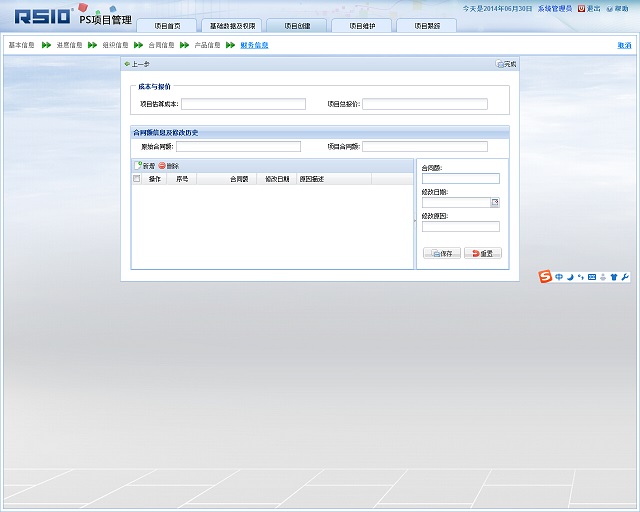 今天是2014年06月30日 系统管理员 退出 帮助
RSIO PS项目管理
项目首页 基础数据及权限 项目创建 项目维护 项目跟踪
基本信息 进度信息 组织信息 合同信息 产品信息 财务信息 取消
上一步 完成
成本与报价
项目估算成本: 项目总报价:
合同额信息及修改历史
原始合同额: 项目合同额:
新增 删除
操作 序号 合同额 修改日期 原因描述
合同额:
修改日期:
修改原因:
保存 重置
中